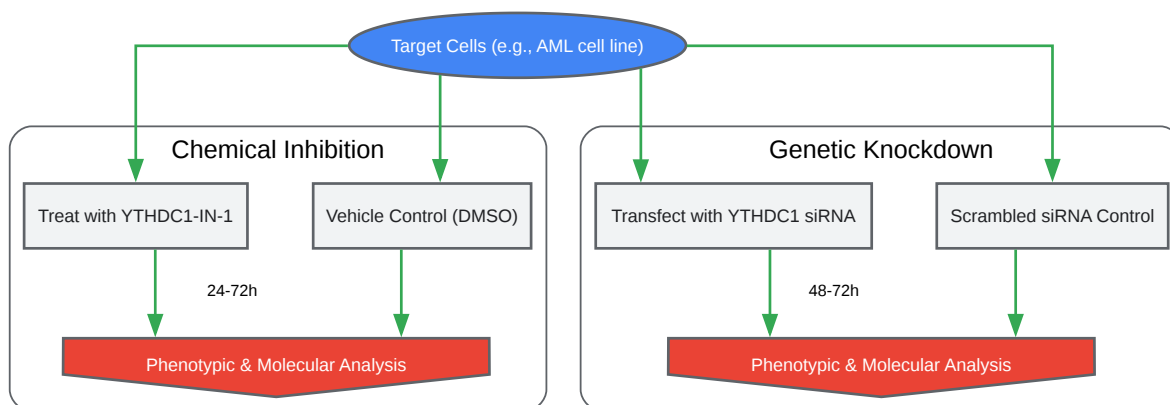 Target Cells (e.g., AML cell line)
Chemical Inhibition
Genetic Knockdown
Treat with YTHDC1-IN-1
Vehicle Control (DMSO)
Transfect with YTHDC1 siRNA
Scrambled siRNA Control
24-72h
48-72h
Phenotypic & Molecular Analysis
Phenotypic & Molecular Analysis